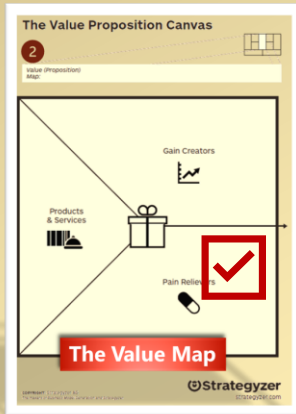 The Value Proposition Canvas
2
Value (Proposition)
Map:
Gain Creators
Products
& Services
Pain Relievers
The Value Map
Strategyzer
strategyzer.com